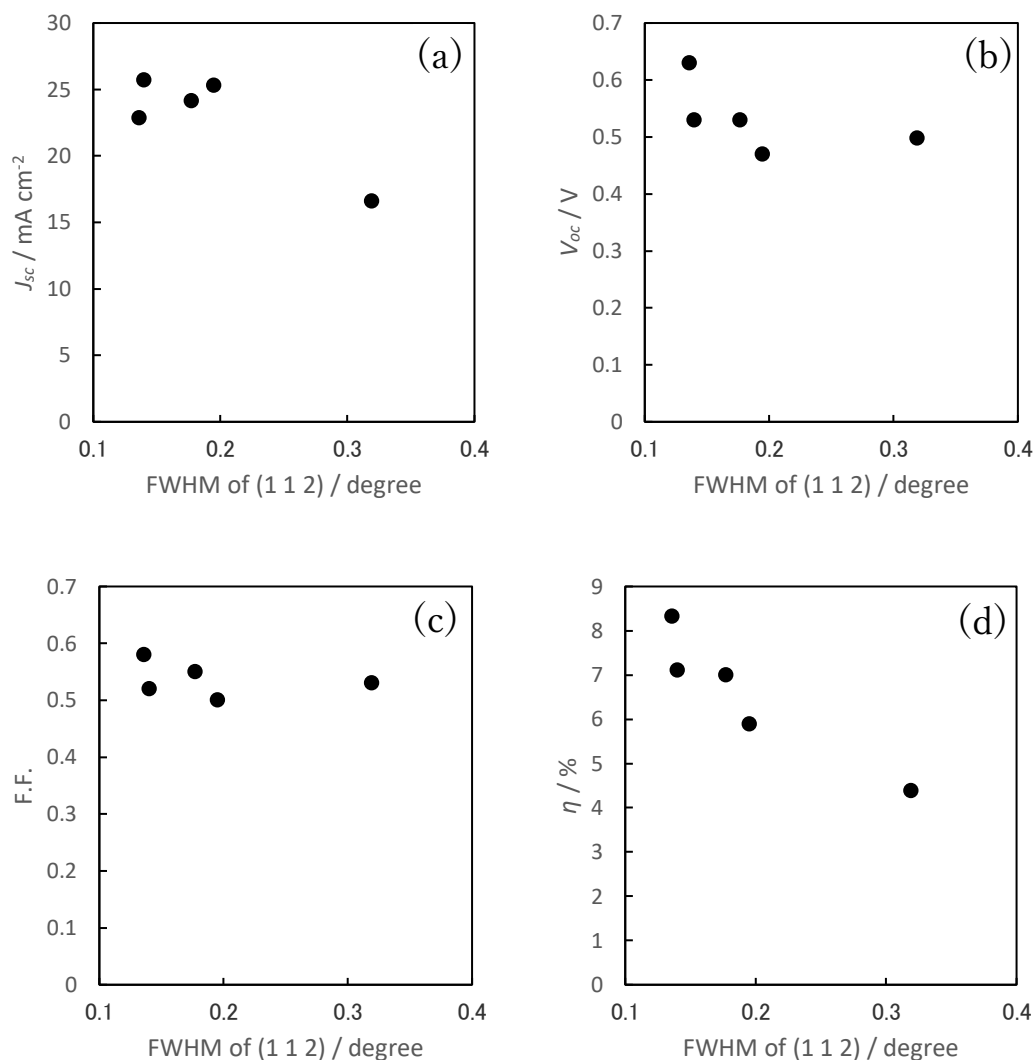 (a)
30
25
20
15
10
5
0
J_sc / mA cm^-2
0.1 0.2 0.3 0.4
FWHM of (1 1 2) / degree
(b)
0.7
0.6
0.5
0.4
0.3
0.2
0.1
0
V_oc / V
0.1 0.2 0.3 0.4
FWHM of (1 1 2) / degree
(c)
0.7
0.6
0.5
0.4
0.3
0.2
0.1
0
F.F.
0.1 0.2 0.3 0.4
FWHM of (1 1 2) / degree
(d)
9
8
7
6
5
4
3
2
1
0
η / %
0.1 0.2 0.3 0.4
FWHM of (1 1 2) / degree